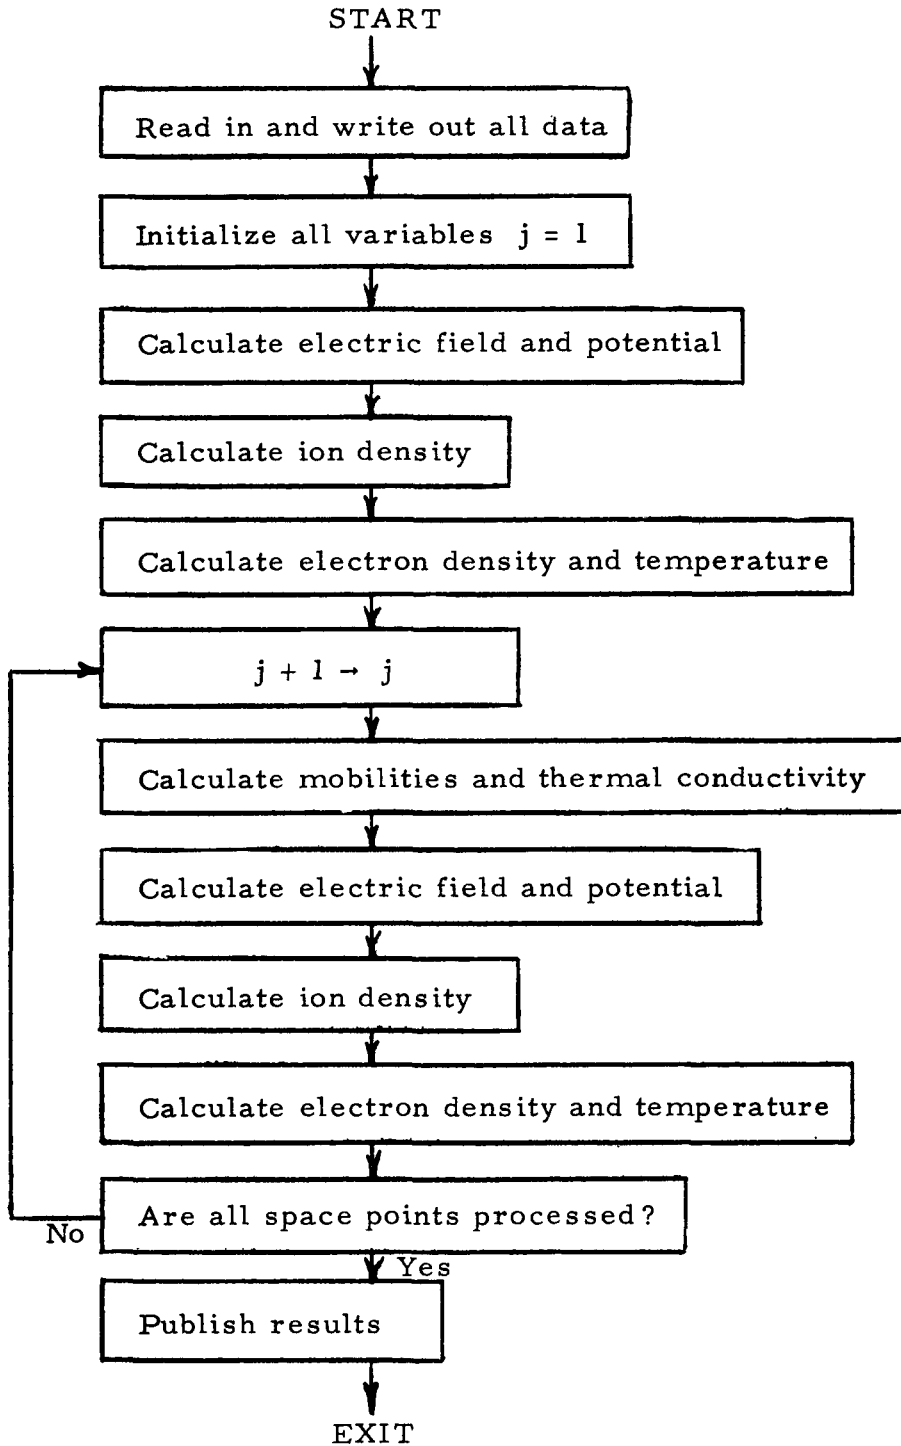 START
Read in and write out all data
Initialize all variables j = 1
Calculate electric field and potential
Calculate ion density
Calculate electron density and temperature
j + 1 → j
Calculate mobilities and thermal conductivity
Calculate electric field and potential
Calculate ion density
Calculate electron density and temperature
Are all space points processed?
No
Yes
Publish results
EXIT